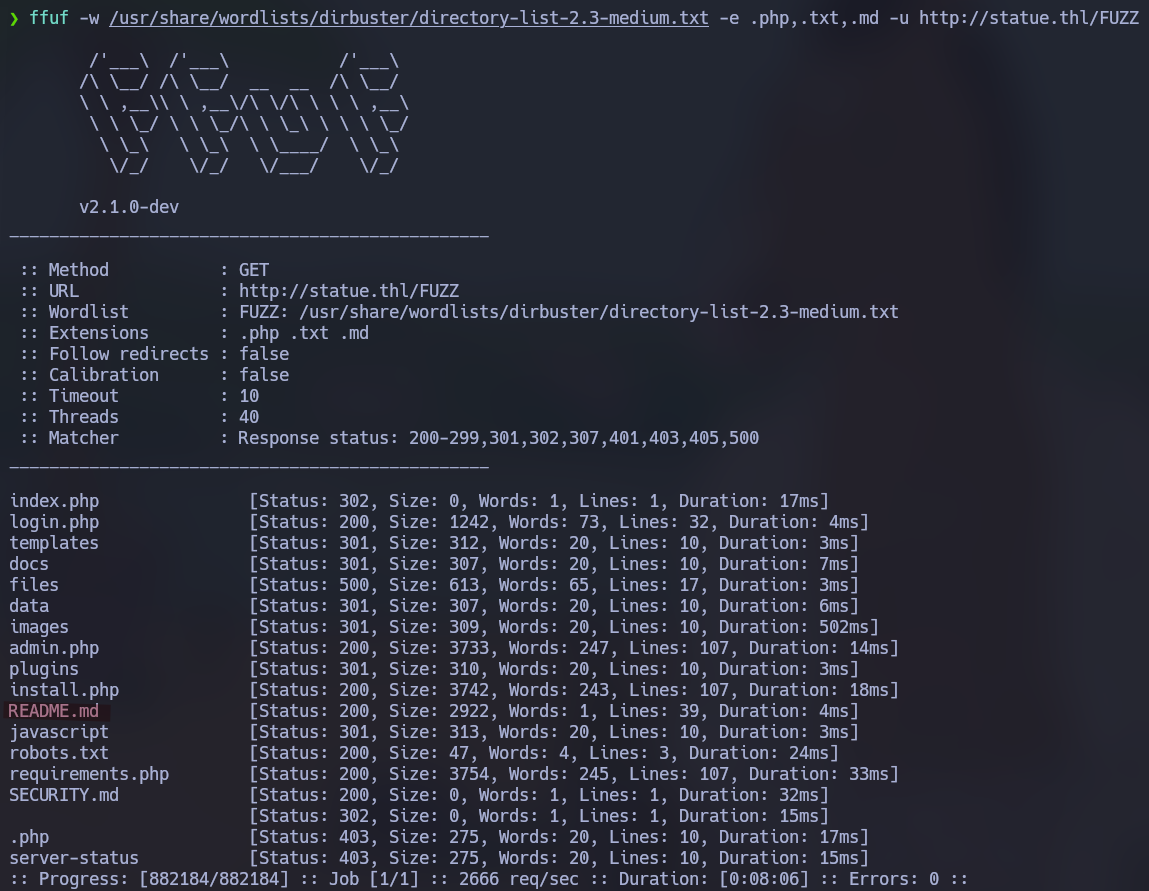 ❯ ffuf -w /usr/share/wordlists/dirbuster/directory-list-2.3-medium.txt -e .php,.txt,.md -u http://statue.thl/FUZZ

        /'___\  /'___\           /'___\
       /\ \__/ /\ \__/  __  __  /\ \__/
       \ \ ,__\\ \ ,__\/\ \/\ \ \ \ ,__\
        \ \ \_/ \ \ \_/\ \ \_\ \ \ \ \_/
         \ \_\   \ \_\  \ \____/  \ \_\
          \/_/    \/_/   \/___/    \/_/

       v2.1.0-dev
________________________________________________

 :: Method           : GET
 :: URL              : http://statue.thl/FUZZ
 :: Wordlist         : FUZZ: /usr/share/wordlists/dirbuster/directory-list-2.3-medium.txt
 :: Extensions       : .php .txt .md
 :: Follow redirects : false
 :: Calibration      : false
 :: Timeout          : 10
 :: Threads          : 40
 :: Matcher          : Response status: 200-299,301,302,307,401,403,405,500
________________________________________________

index.php               [Status: 302, Size: 0, Words: 1, Lines: 1, Duration: 17ms]
login.php               [Status: 200, Size: 1242, Words: 73, Lines: 32, Duration: 4ms]
templates               [Status: 301, Size: 312, Words: 20, Lines: 10, Duration: 3ms]
docs                    [Status: 301, Size: 307, Words: 20, Lines: 10, Duration: 7ms]
files                   [Status: 500, Size: 613, Words: 65, Lines: 17, Duration: 3ms]
data                    [Status: 301, Size: 307, Words: 20, Lines: 10, Duration: 6ms]
images                  [Status: 301, Size: 309, Words: 20, Lines: 10, Duration: 502ms]
admin.php               [Status: 200, Size: 3733, Words: 247, Lines: 107, Duration: 14ms]
plugins                 [Status: 301, Size: 310, Words: 20, Lines: 10, Duration: 3ms]
install.php             [Status: 200, Size: 3742, Words: 243, Lines: 107, Duration: 18ms]
README.md               [Status: 200, Size: 2922, Words: 1, Lines: 39, Duration: 4ms]
javascript              [Status: 301, Size: 313, Words: 20, Lines: 10, Duration: 3ms]
robots.txt              [Status: 200, Size: 47, Words: 4, Lines: 3, Duration: 24ms]
requirements.php        [Status: 200, Size: 3754, Words: 245, Lines: 107, Duration: 33ms]
SECURITY.md             [Status: 200, Size: 0, Words: 1, Lines: 1, Duration: 32ms]
                        [Status: 302, Size: 0, Words: 1, Lines: 1, Duration: 15ms]
.php                    [Status: 403, Size: 275, Words: 20, Lines: 10, Duration: 17ms]
server-status           [Status: 403, Size: 275, Words: 20, Lines: 10, Duration: 15ms]
:: Progress: [882184/882184] :: Job [1/1] :: 2666 req/sec :: Duration: [0:08:06] :: Errors: 0 ::